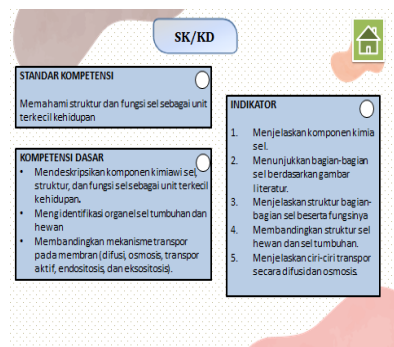 SK/KD
STANDAR KOMPETENSI
Memahami struktur dan fungsi sel sebagai unit
terkecil kehidupan
KOMPETENSI DASAR
• Mendeskripsikan komponen kimiawi sel,
struktur, dan fungsi sel sebagai unit terkecil
kehidupan.
• Mengidentifikasi organel sel tumbuhan dan
hewan
• Membandingkan mekanisme transpor
pada membran (difusi, osmosis, transpor
aktif, endositosis, dan eksositosis).
INDIKATOR
1. Menjelaskan komponen kimia
sel.
2. Menunjukkan bagian-bagian
sel berdasarkan gambar
literatur.
3. Menjelaskan struktur bagian-
bagian sel beserta fungsinya
4. Membandingkan struktur sel
hewan dan sel tumbuhan.
5. Menjelaskan ciri-ciri transpor
secara difusi dan osmosis.